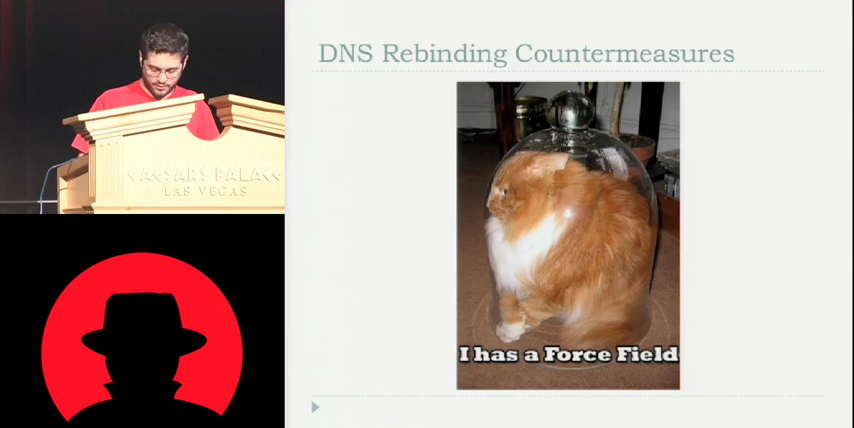 DNS Rebinding Countermeasures
CAESARS PALACE
LAS VEGAS
I has a Force Field